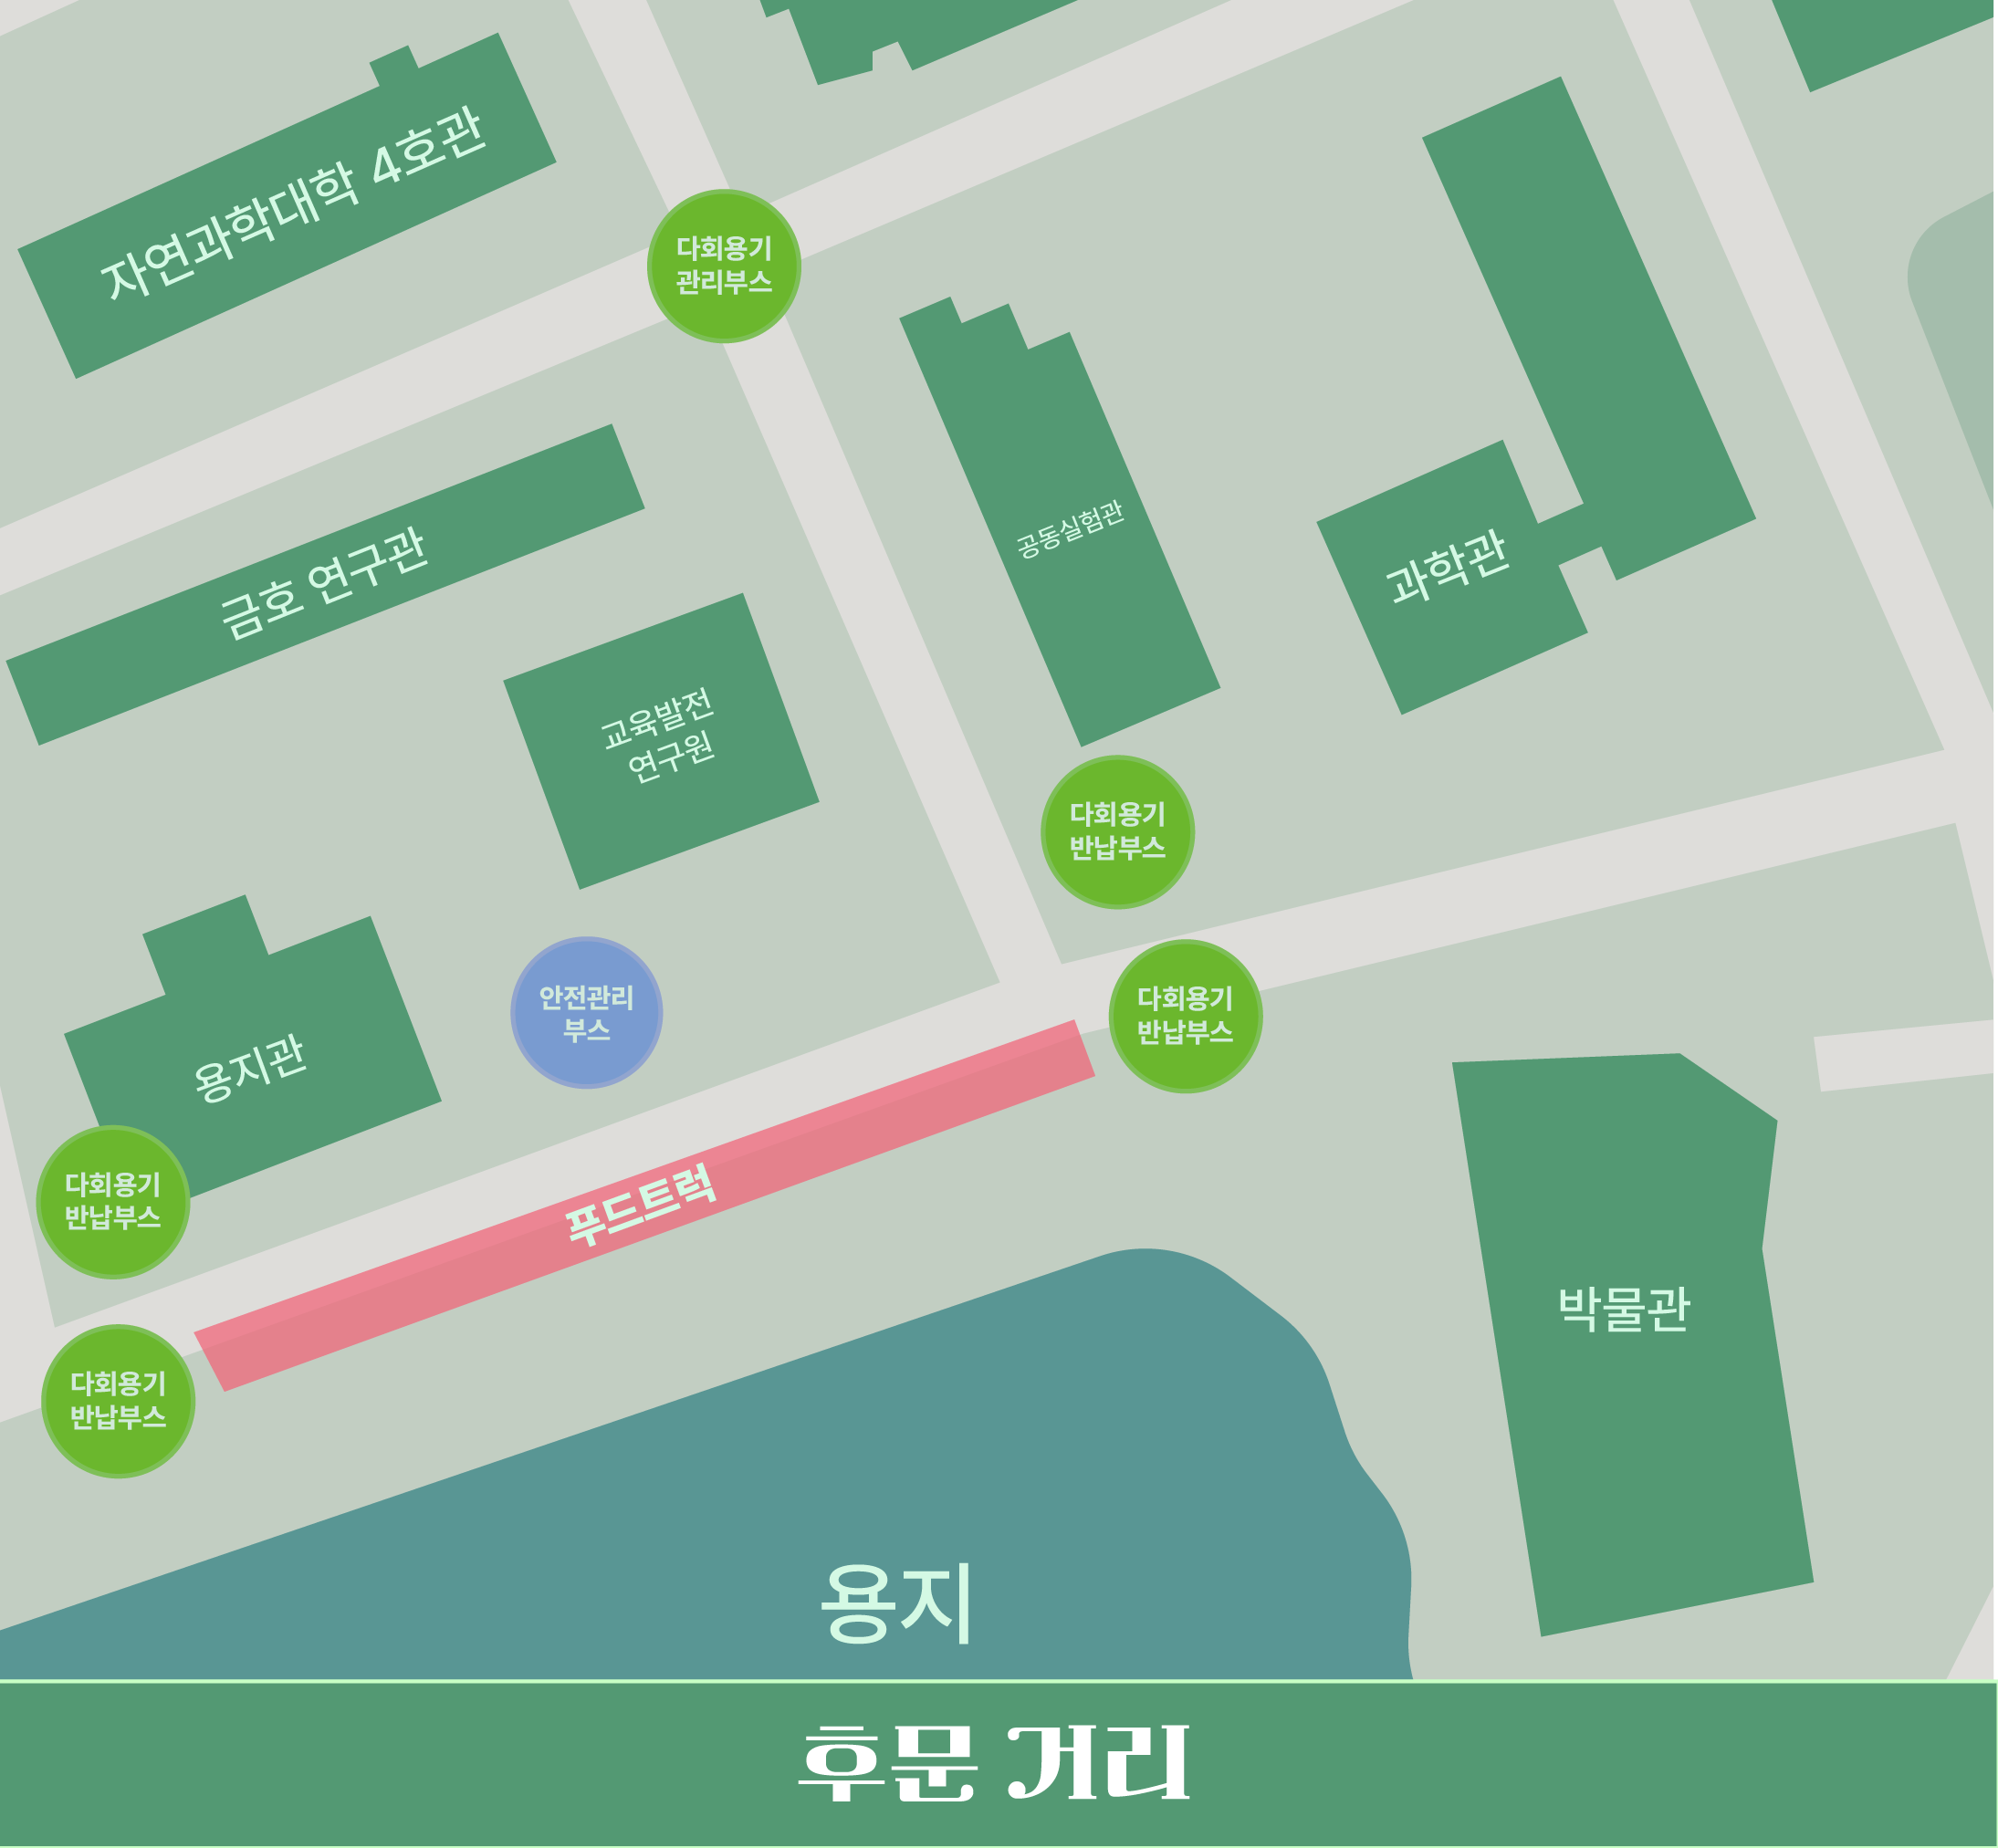 자연과학대학 4호관
다회용기
관리부스
금호 연구관
공동실험관
과학관
교육발전
연구원
다회용기
반납부스
안전관리
부스
다회용기
반납부스
용지관
다회용기
반납부스
푸드트럭
박물관
다회용기
반납부스
용지
후문 거리